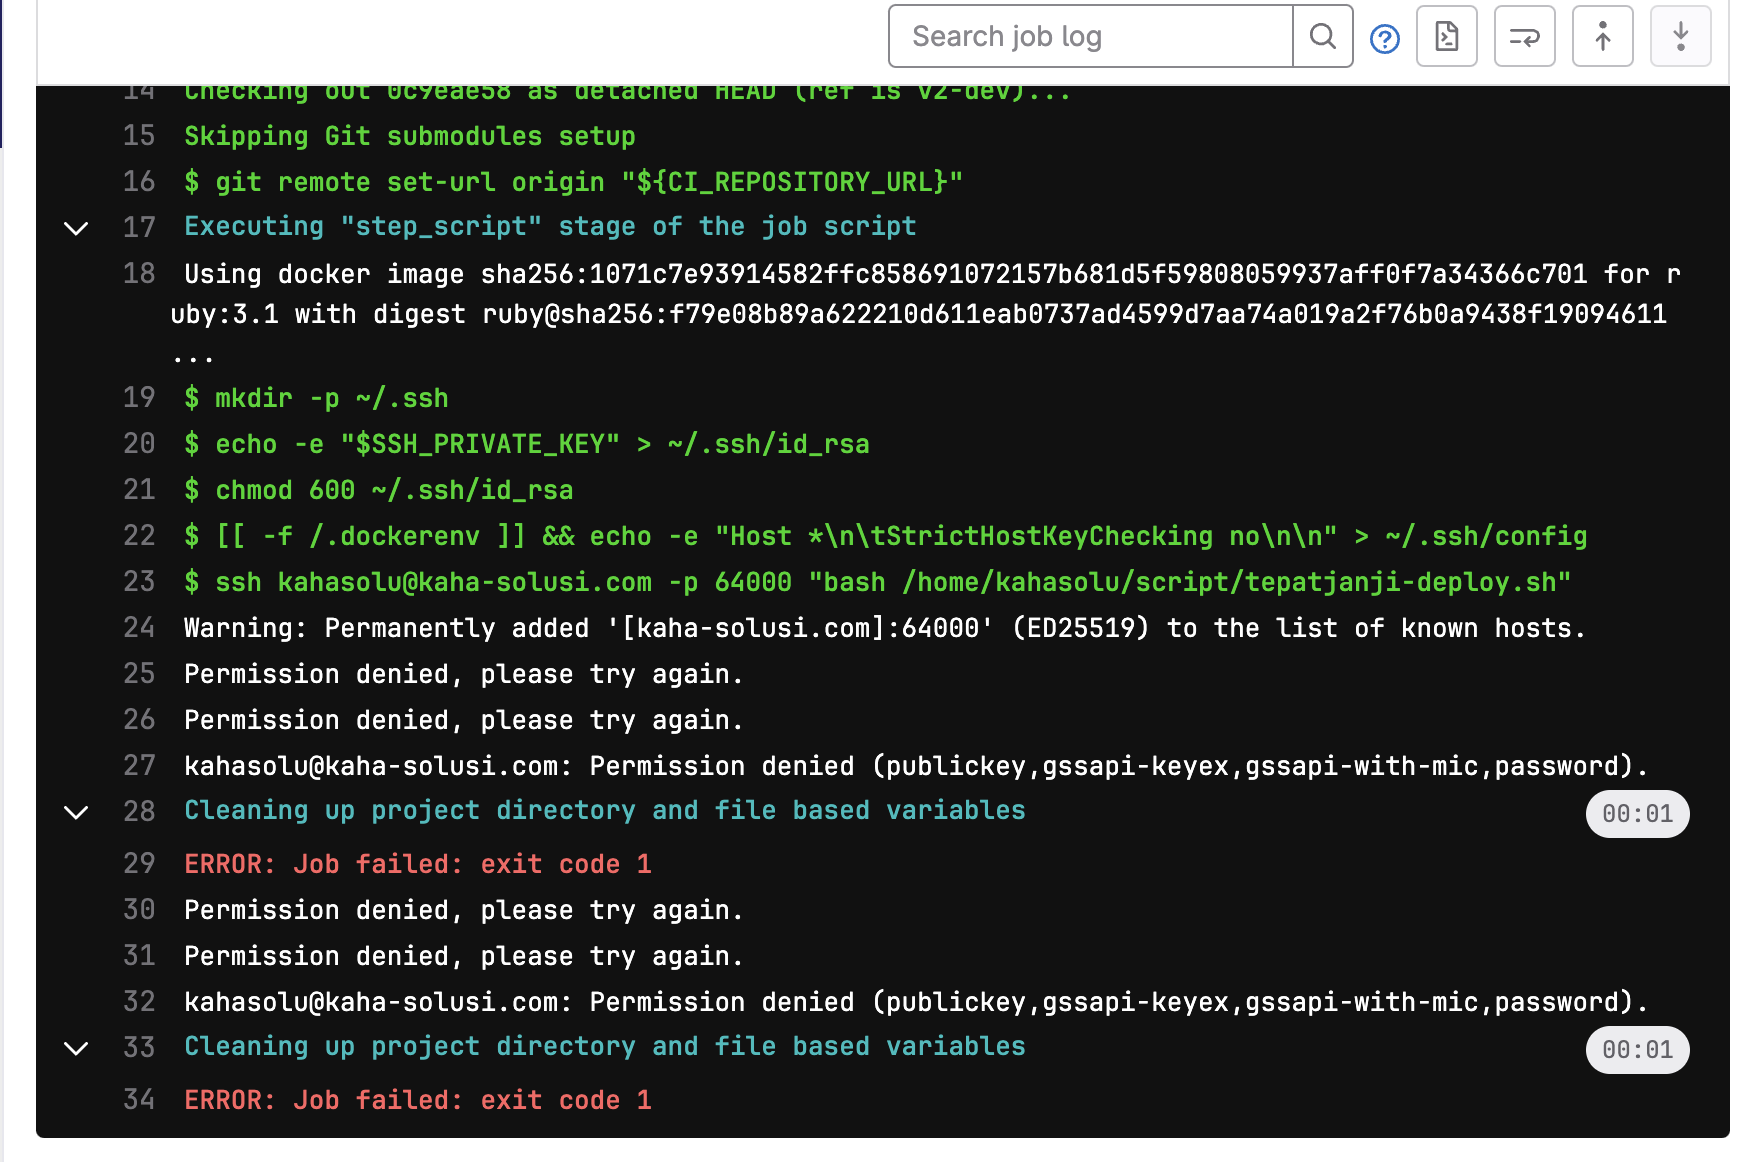 Search job log
14 Checking out 0c9eae58 as detached HEAD (ref is v2-dev)...
15 Skipping Git submodules setup
16 $ git remote set-url origin "${CI_REPOSITORY_URL}"
17 Executing "step_script" stage of the job script
18 Using docker image sha256:1071c7e93914582ffc858691072157b681d5f59808059937aff0f7a34366c701 for r
uby:3.1 with digest ruby@sha256:f79e08b89a622210d611eab0737ad4599d7aa74a019a2f76b0a9438f19094611
...
19 $ mkdir -p ~/.ssh
20 $ echo -e "$SSH_PRIVATE_KEY" > ~/.ssh/id_rsa
21 $ chmod 600 ~/.ssh/id_rsa
22 $ [[ -f /.dockerenv ]] && echo -e "Host *\n\tStrictHostKeyChecking no\n\n" > ~/.ssh/config
23 $ ssh kahasolu@kaha-solusi.com -p 64000 "bash /home/kahasolu/script/tepatjanji-deploy.sh"
24 Warning: Permanently added '[kaha-solusi.com]:64000' (ED25519) to the list of known hosts.
25 Permission denied, please try again.
26 Permission denied, please try again.
27 kahasolu@kaha-solusi.com: Permission denied (publickey,gssapi-keyex,gssapi-with-mic,password).
28 Cleaning up project directory and file based variables 00:01
29 ERROR: Job failed: exit code 1
30 Permission denied, please try again.
31 Permission denied, please try again.
32 kahasolu@kaha-solusi.com: Permission denied (publickey,gssapi-keyex,gssapi-with-mic,password).
33 Cleaning up project directory and file based variables 00:01
34 ERROR: Job failed: exit code 1